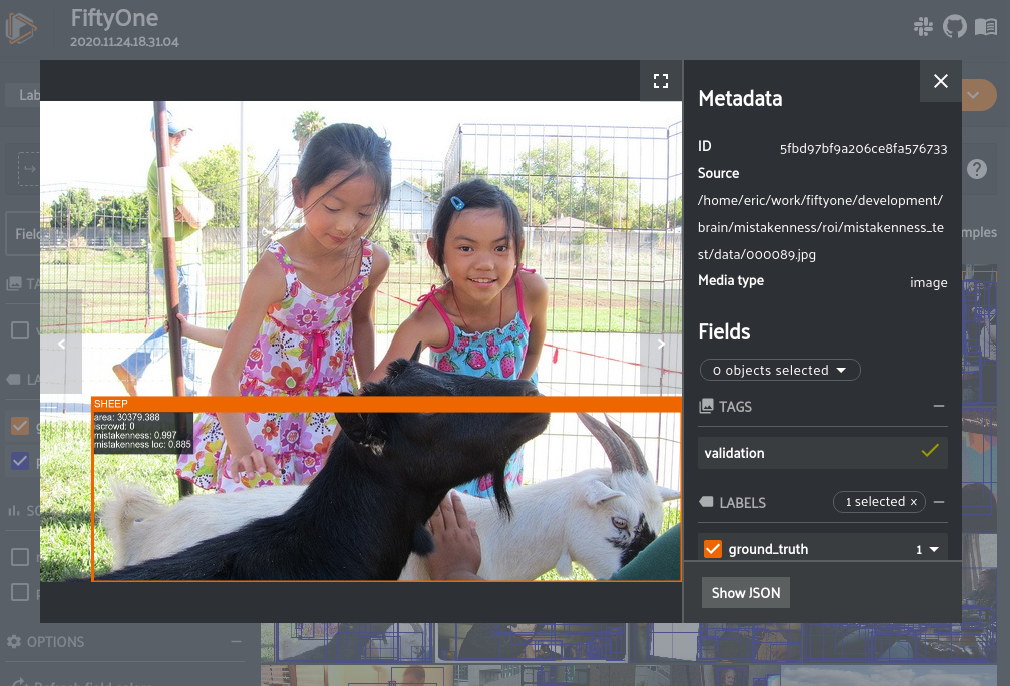 FiftyOne
2020.11.24.18.31.04
Lab
Metadata
ID 5fbd97bf9a206ce8fa576733
Source
/home/eric/work/fiftyone/development/
brain/mistakenness/roi/mistakenness_te
st/data/000089.jpg
Media type image
Fields
0 objects selected
TAGS
validation
LABELS 1 selected ×
ground_truth 1
Show JSON
SHEEP
area: 30379.388
iscrowd: 0
mistakenness: 0.997
mistakenness loc: 0.885
Field
TA
LA
SC
OPTIONS
mples